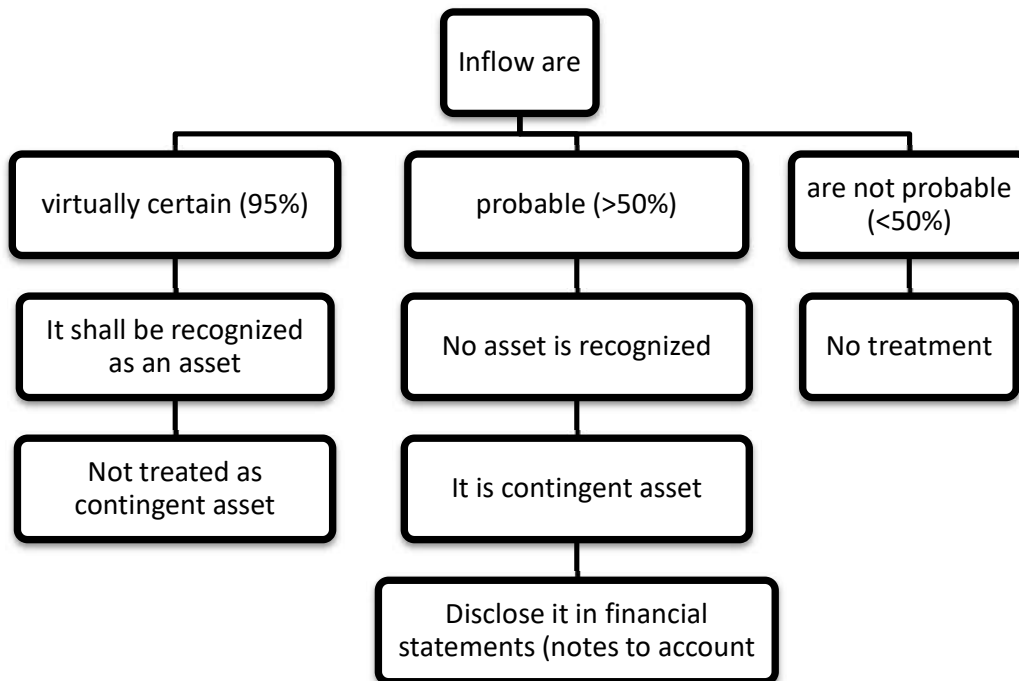 Inflow are
virtually certain (95%)
probable (>50%)
are not probable
(<50%)
It shall be recognized
as an asset
No asset is recognized
No treatment
Not treated as
contingent asset
It is contingent asset
Disclose it in financial
statements (notes to account